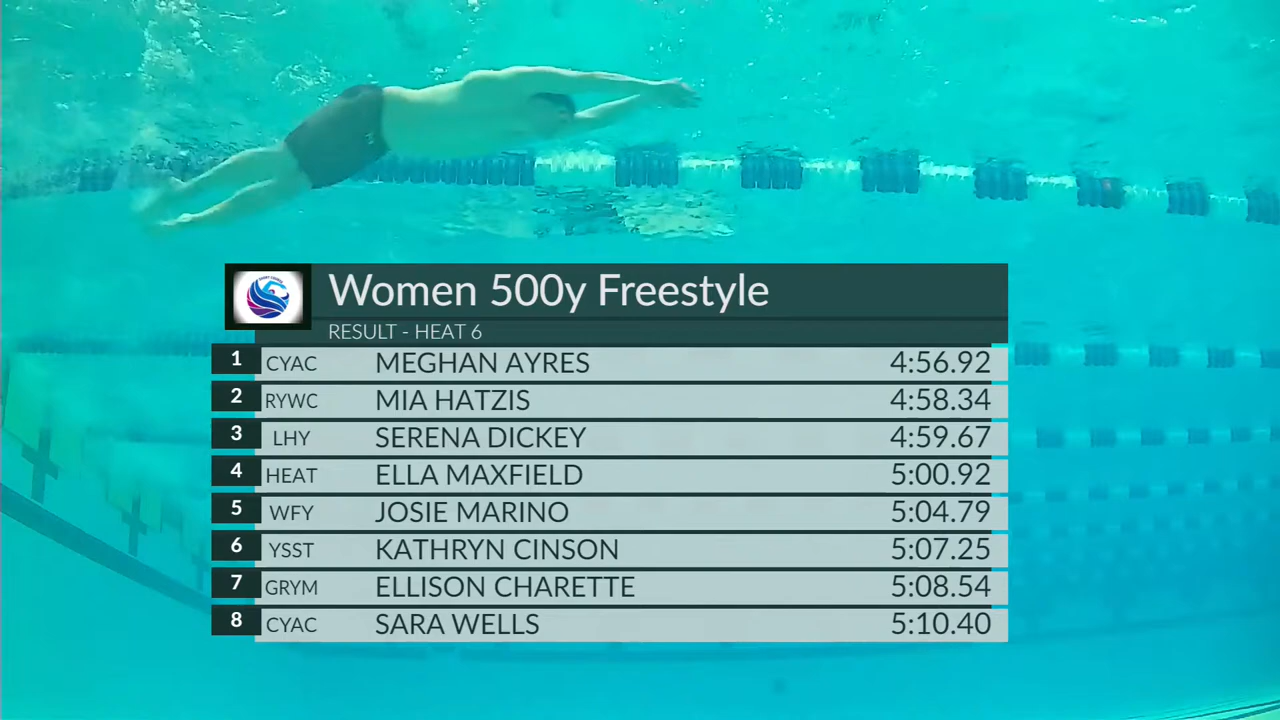 Women 500y Freestyle
RESULT - HEAT 6
1 CYAC MEGHAN AYRES 4:56.92
2 RYWC MIA HATZIS 4:58.34
3 LHY SERENA DICKEY 4:59.67
4 HEAT ELLA MAXFIELD 5:00.92
5 WFY JOSIE MARINO 5:04.79
6 YSST KATHRYN CINSON 5:07.25
7 GRYM ELLISON CHARETTE 5:08.54
8 CYAC SARA WELLS 5:10.40